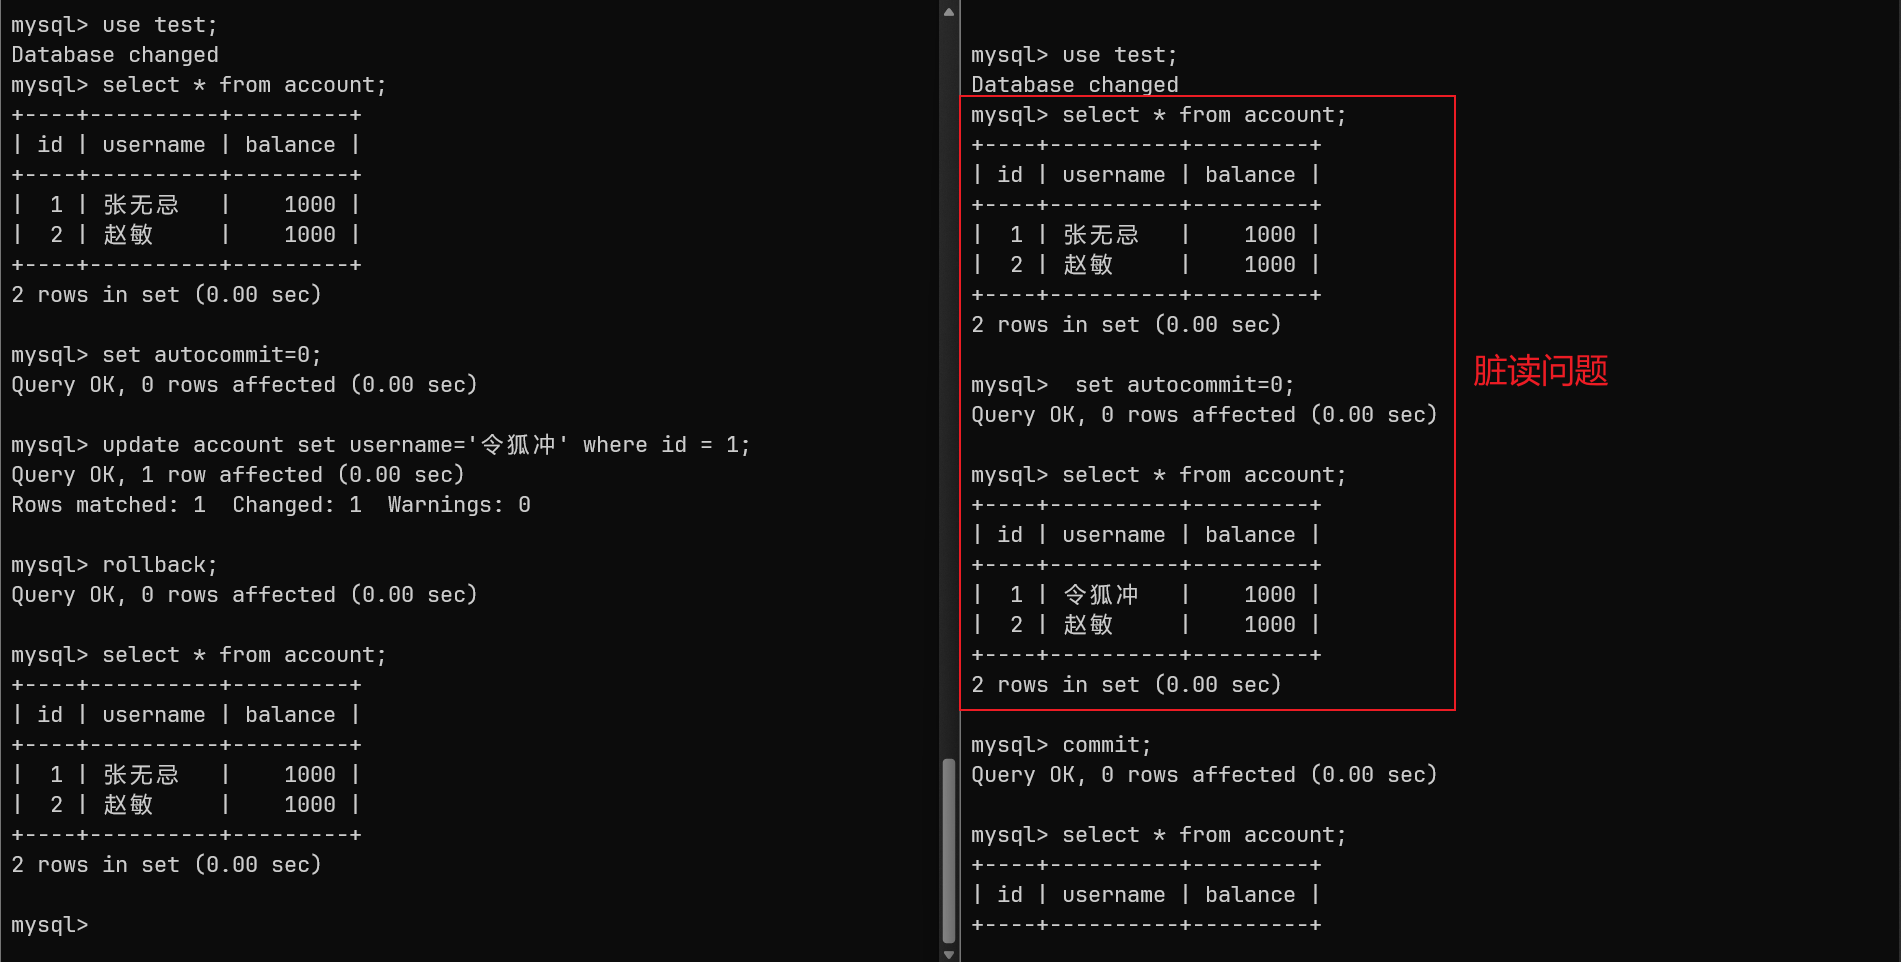 mysql> use test;
Database changed
mysql> select * from account;
+----+----------+---------+
| id | username | balance |
+----+----------+---------+
|  1 | 张无忌   |    1000 |
|  2 | 赵敏     |    1000 |
+----+----------+---------+
2 rows in set (0.00 sec)
mysql> set autocommit=0;
Query OK, 0 rows affected (0.00 sec)
mysql> update account set username='令狐冲' where id = 1;
Query OK, 1 row affected (0.00 sec)
Rows matched: 1  Changed: 1  Warnings: 0
mysql> rollback;
Query OK, 0 rows affected (0.00 sec)
mysql> select * from account;
+----+----------+---------+
| id | username | balance |
+----+----------+---------+
|  1 | 张无忌   |    1000 |
|  2 | 赵敏     |    1000 |
+----+----------+---------+
2 rows in set (0.00 sec)
mysql>
mysql> use test;
Database changed
mysql> select * from account;
+----+----------+---------+
| id | username | balance |
+----+----------+---------+
|  1 | 张无忌   |    1000 |
|  2 | 赵敏     |    1000 |
+----+----------+---------+
2 rows in set (0.00 sec)
mysql>  set autocommit=0;
Query OK, 0 rows affected (0.00 sec)
mysql> select * from account;
+----+----------+---------+
| id | username | balance |
+----+----------+---------+
|  1 | 令狐冲   |    1000 |
|  2 | 赵敏     |    1000 |
+----+----------+---------+
2 rows in set (0.00 sec)
mysql> commit;
Query OK, 0 rows affected (0.00 sec)
mysql> select * from account;
+----+----------+---------+
| id | username | balance |
+----+----------+---------+
脏读问题